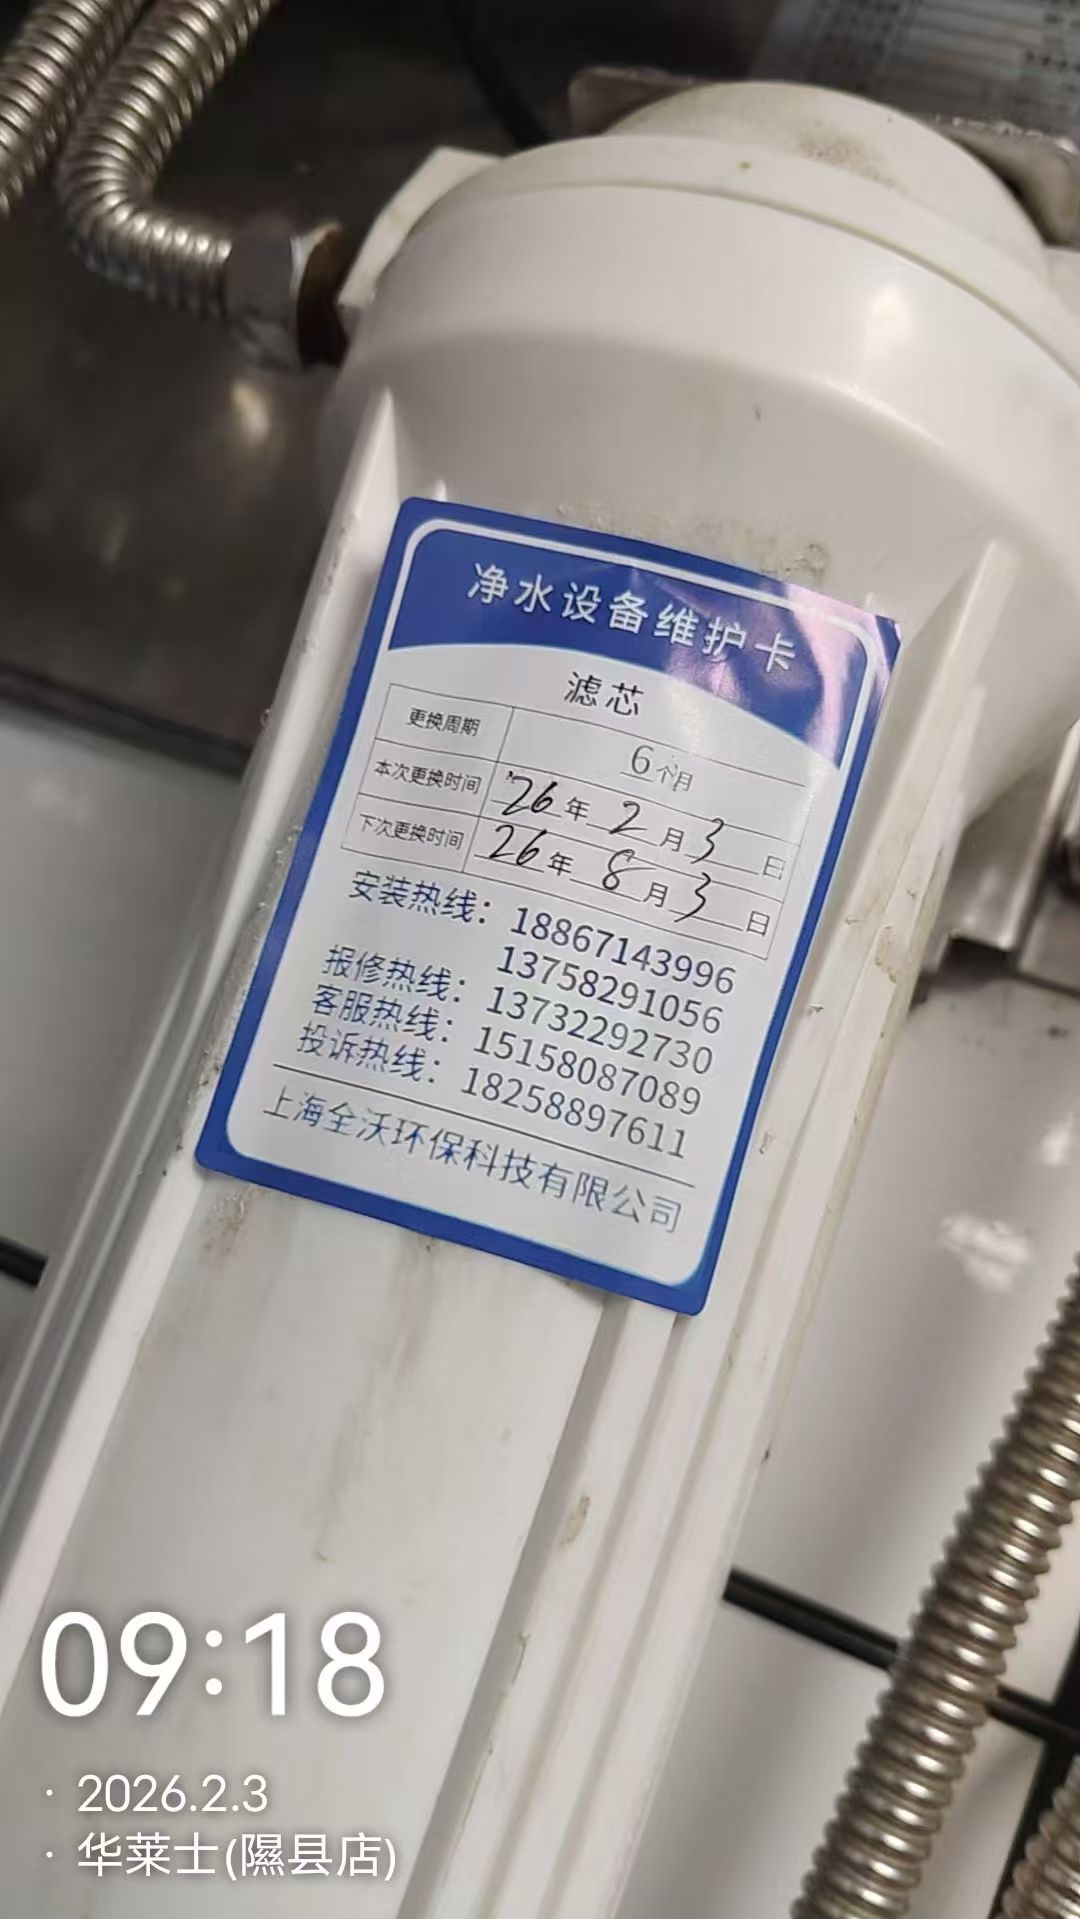 净水设备维护卡
滤芯
更换周期 6个月
本次更换时间 '26年2月3日
下次更换时间 26年8月3日
安装热线：18867143996
13758291056
报修热线：13732292730
客服热线：15158087089
投诉热线：18258897611
上海全沃环保科技有限公司
09:18
· 2026.2.3
· 华莱士(隰县店)